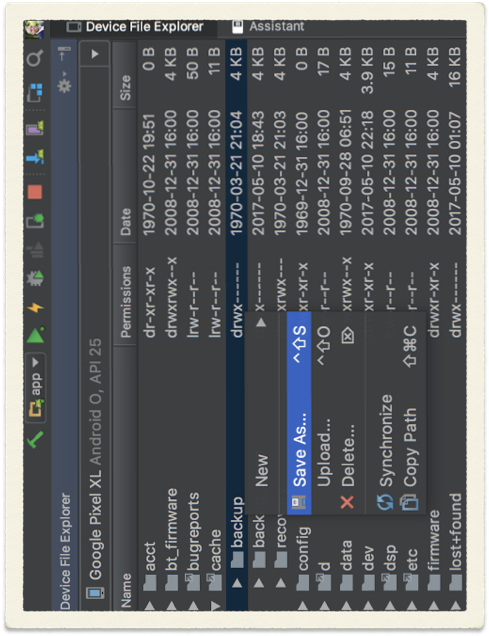 Device File Explorer
Assistant
app
Device File Explorer
Google Pixel XL Android O, API 25
Name Permissions Date Size
acct dr-xr-xr-x 1970-10-22 19:51 0 B
bt_firmware drwxrwx--x 2008-12-31 16:00 4 KB
bugreports lrw-r--r-- 2008-12-31 16:00 50 B
cache lrw-r--r-- 2008-12-31 16:00 11 B
backup drwx------ 1970-03-21 21:04 4 KB
back x------ 2017-05-10 18:43 4 KB
reco x------ 1970-03-21 21:03 4 KB
config xr-xr-x 1969-12-31 16:00 0 B
d 2008-12-31 16:00 17 B
data rwx--x 1970-09-28 06:51 4 KB
dev xr-xr-x 2017-05-10 22:18 3.9 KB
dsp r--r-- 2008-12-31 16:00 15 B
etc 2008-12-31 16:00 11 B
firmware 2008-12-31 16:00 4 KB
lost+found drwx------ 2017-05-10 01:07 16 KB
New
Save As... ^⇧S
Upload... ^⇧O
Delete... ⌦
Synchronize
Copy Path ⇧⌘C